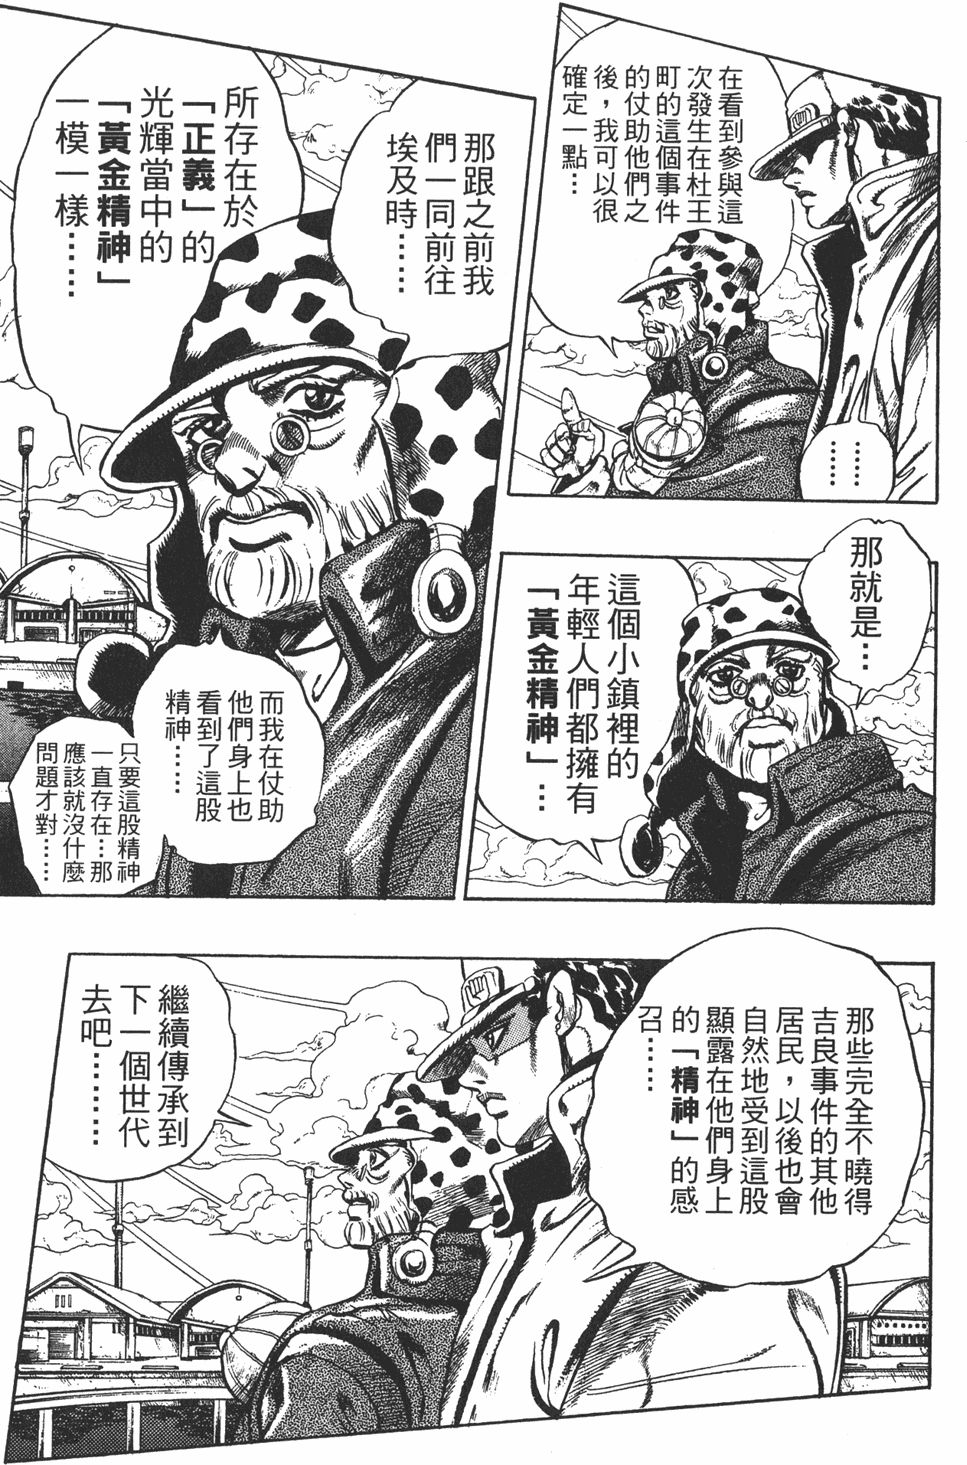 在看到參與這
次發生在杜王
町的這個事件
的仗助他們之
後，我可以很
確定一點…
………
………
那就是…
這個小鎮裡的
年輕人們都擁有
「黃金精神」…
那跟之前我
們一同前往
埃及時……
所存在於
「正義」的
光輝當中的
「黃金精神」
一模一樣……
而我在仗助
他們身上也
看到了這股
精神……
只要這股精神
一直存在…那
應該就沒什麼
問題才對……
那些完全不曉得
吉良事件的其他
居民，以後也會
自然地受到這股
顯露在他們身上
的「精神」的感
召……
繼續傳承到
下一個世代
去吧………